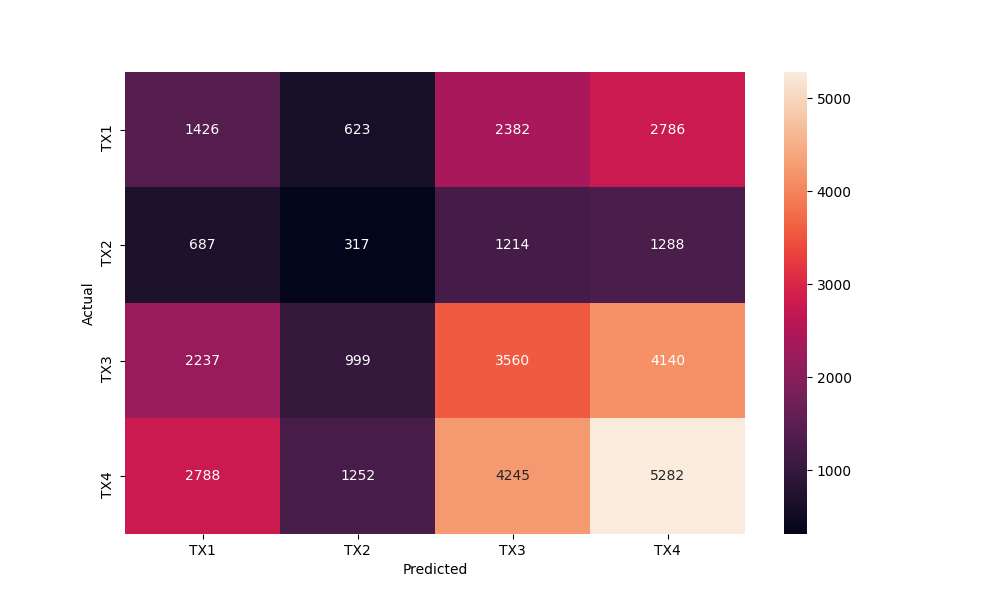 TX1 1426 623 2382 2786
TX2 687 317 1214 1288
TX3 2237 999 3560 4140
TX4 2788 1252 4245 5282
Actual
TX1 TX2 TX3 TX4
Predicted
5000
4000
3000
2000
1000